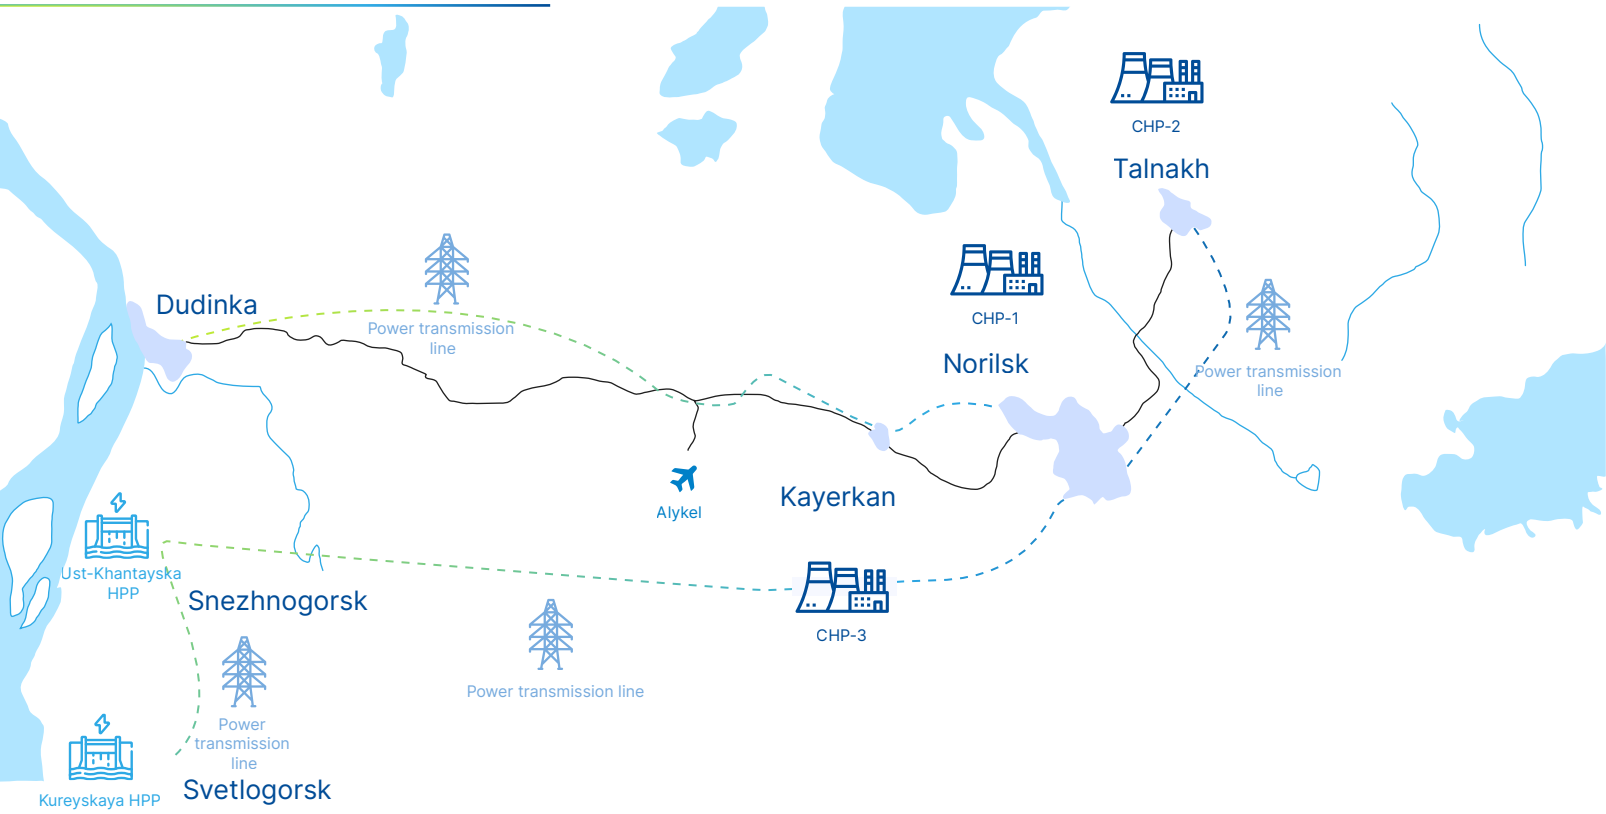 CHP-2
Talnakh
Dudinka
Power transmission
line
CHP-1
Norilsk
Power transmission
line
Kayerkan
Alykel
Ust-Khantayska
HPP
Snezhnogorsk
CHP-3
Power transmission line
Power
transmission
line
Kureyskaya HPP
Svetlogorsk